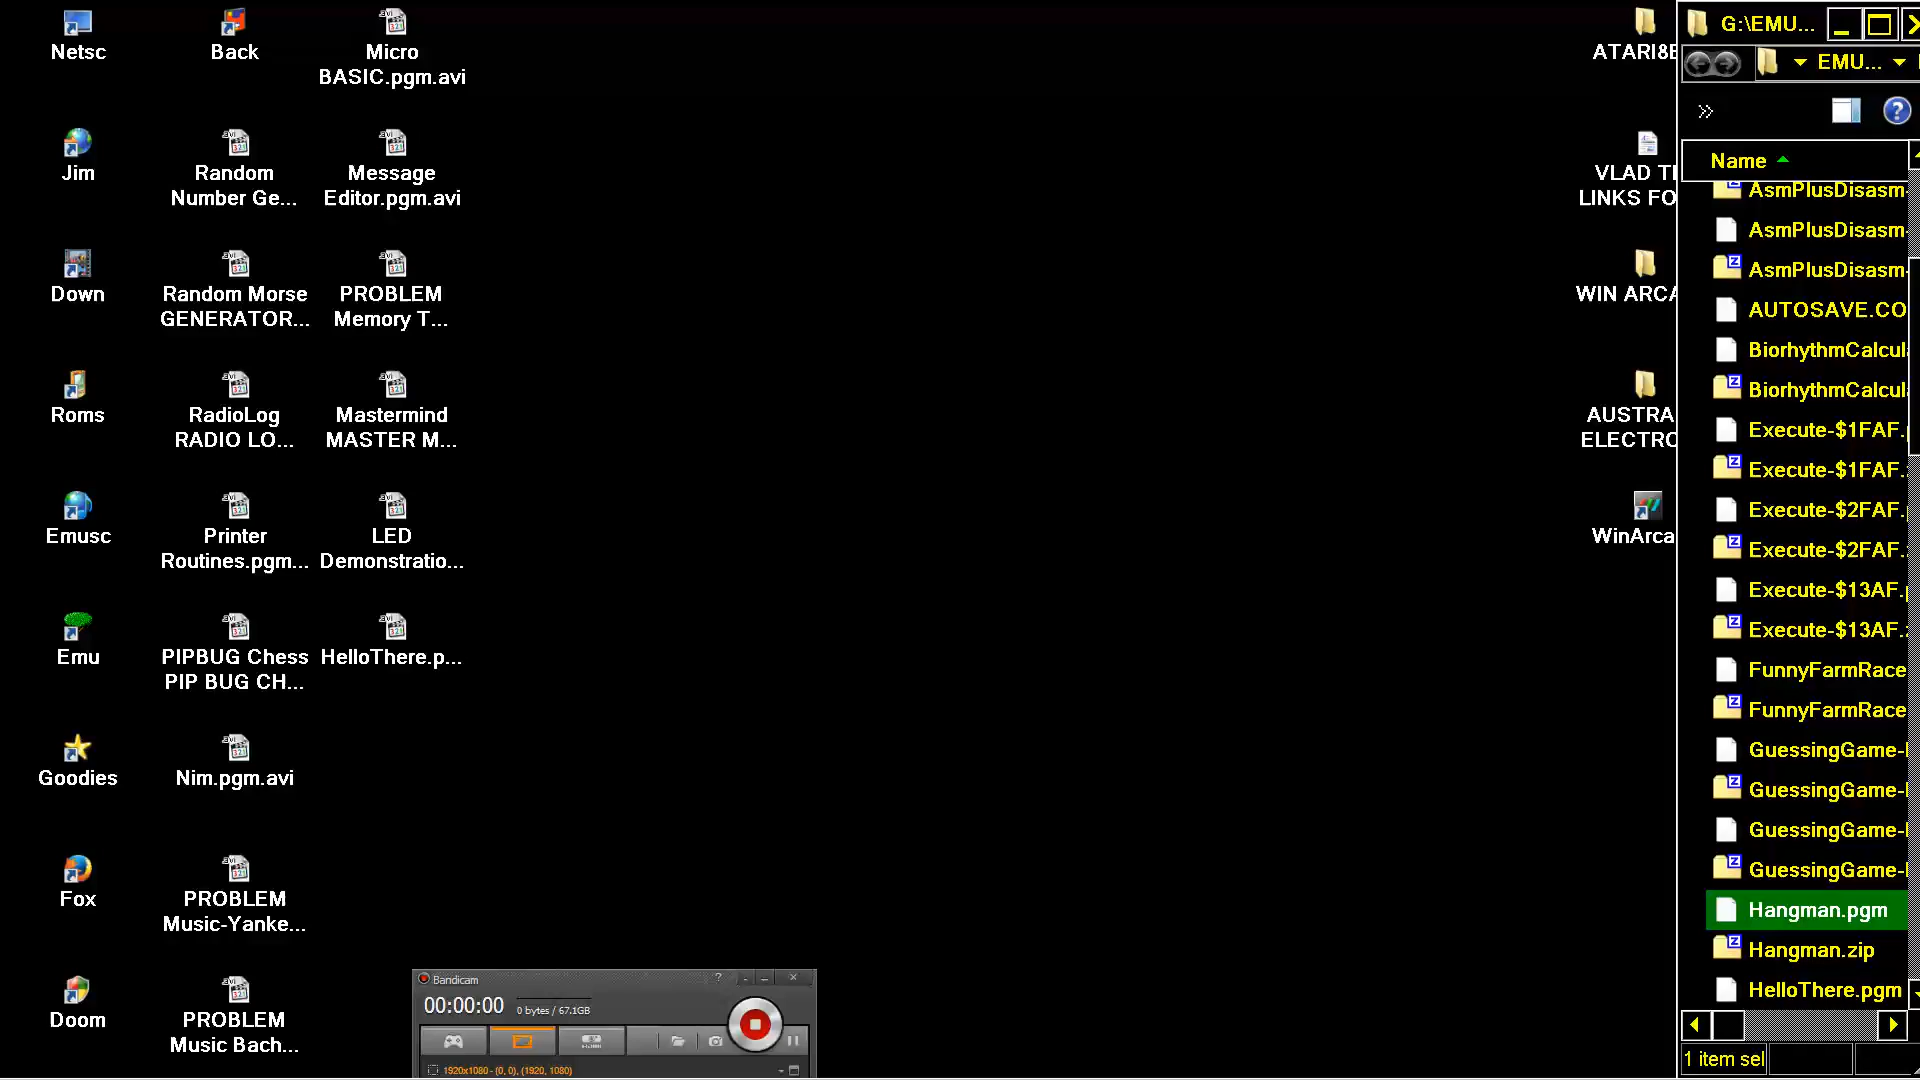 Netsc
Back
Micro
BASIC.pgm.avi
Jim
Random
Number Ge...
Message
Editor.pgm.avi
Down
Random Morse
GENERATOR...
PROBLEM
Memory T...
Roms
RadioLog
RADIO LO...
Mastermind
MASTER M...
Emusc
Printer
Routines.pgm...
LED
Demonstratio...
Emu
PIPBUG Chess
PIP BUG CH...
HelloThere.p...
Goodies
Nim.pgm.avi
Fox
PROBLEM
Music-Yanke...
Doom
PROBLEM
Music Bach...
Bandicam
00:00:00
0 bytes / 67.1GB
1920x1080 - (0, 0), (1920, 1080)
ATARI8B
VLAD TI
LINKS FO
WIN ARCA
AUSTRA
ELECTRO
WinArca
G:\EMU...
EMU...
Name
AsmPlusDisasm-
AsmPlusDisasm-
AsmPlusDisasm-
AUTOSAVE.CO
BiorhythmCalcul
BiorhythmCalcul
Execute-$1FAF.
Execute-$1FAF.
Execute-$2FAF.
Execute-$2FAF.
Execute-$13AF.
Execute-$13AF.
FunnyFarmRace
FunnyFarmRace
GuessingGame-
GuessingGame-
GuessingGame-
GuessingGame-
Hangman.pgm
Hangman.zip
HelloThere.pgm
1 item sel